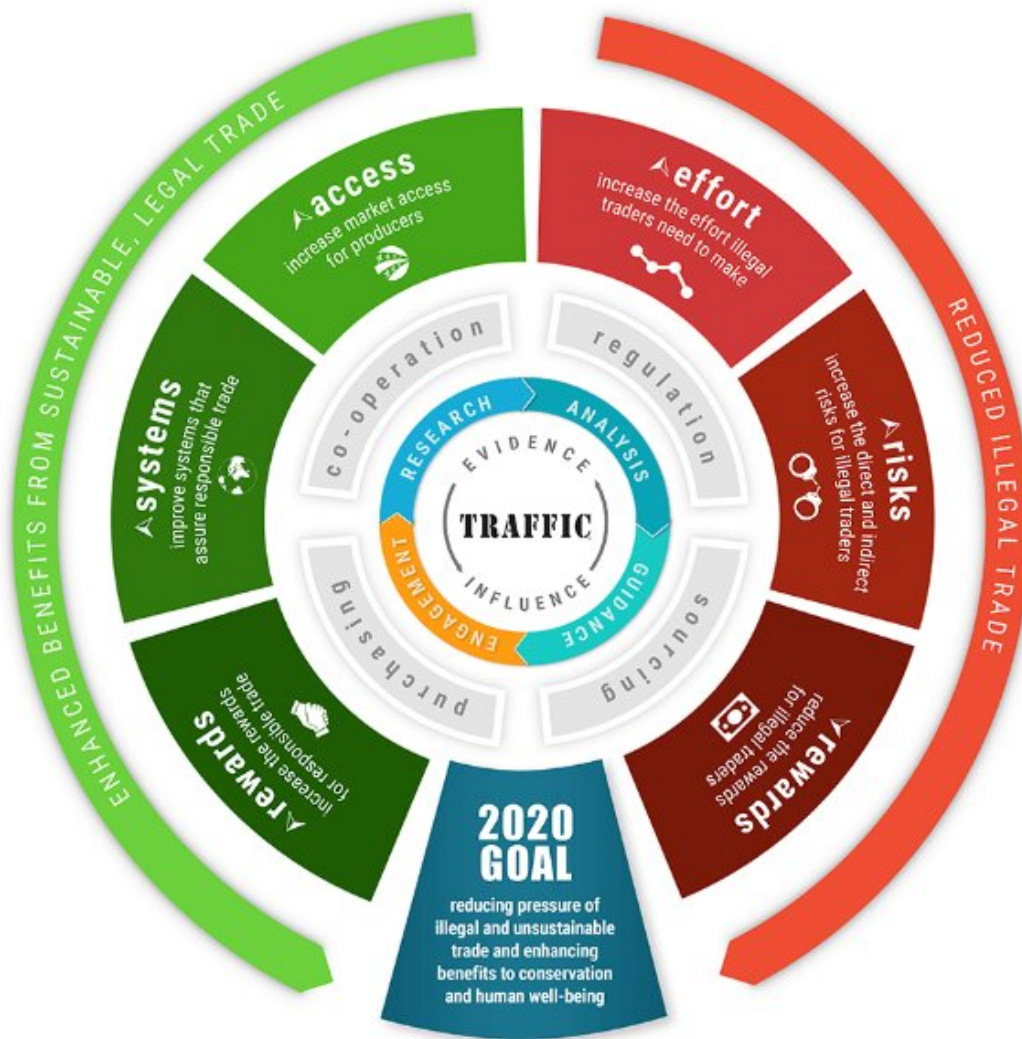 ENHANCED BENEFITS FROM SUSTAINABLE, LEGAL TRADE
REDUCED ILLEGAL TRADE
access
increase market access
for producers
effort
increase the effort illegal
traders need to make
systems
improve systems that
assure responsible trade
risks
increase the direct and indirect
risks for illegal traders
rewards
increase the rewards
for responsible trade
rewards
reduce the rewards
for illegal traders
co-operation
regulation
purchasing
sourcing
RESEARCH
ANALYSIS
GUIDANCE
ENGAGEMENT
EVIDENCE
TRAFFIC
INFLUENCE
2020
GOAL
reducing pressure of
illegal and unsustainable
trade and enhancing
benefits to conservation
and human well-being